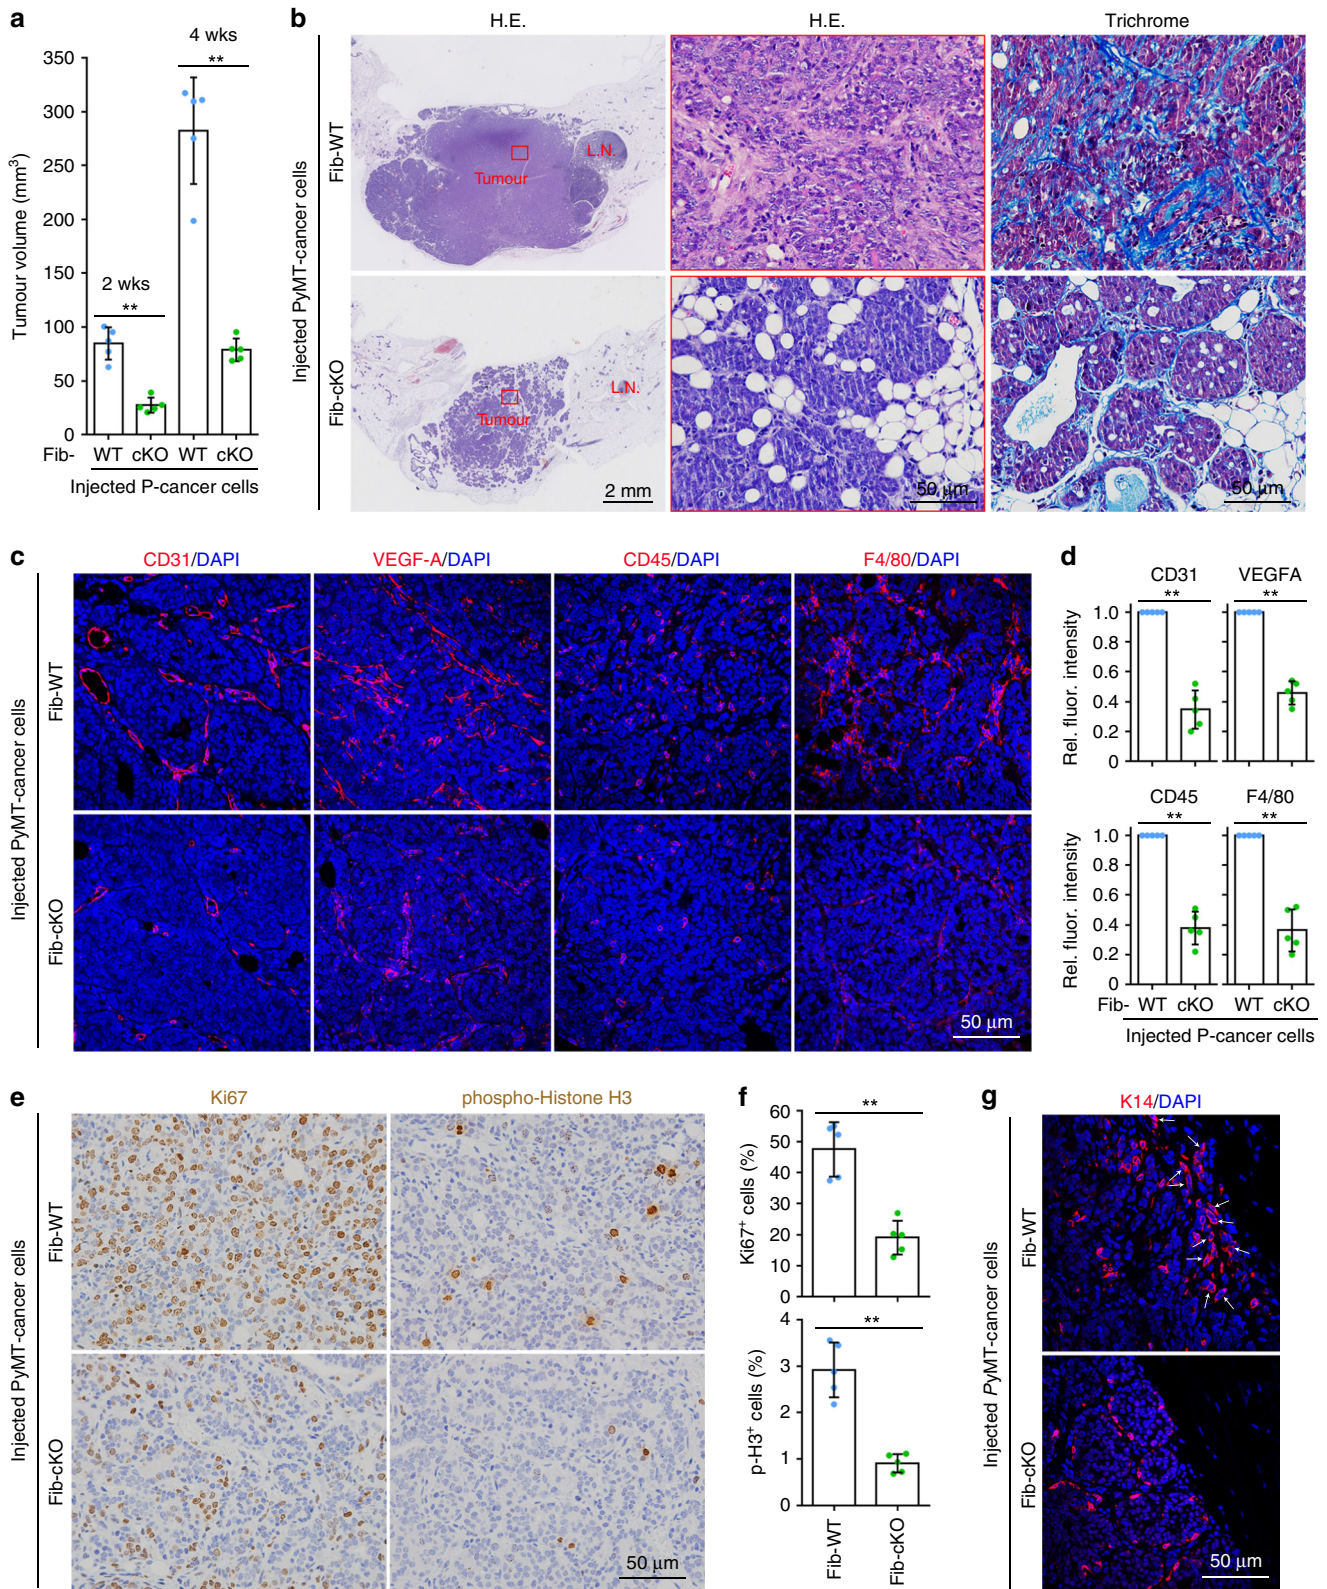 a
4 wks
**
350
300
250
200
150
100
50
0
Tumour volume (mm³)
2 wks
**
Fib- WT cKO WT cKO
Injected P-cancer cells
b
H.E. H.E. Trichrome
Injected PyMT-cancer cells
Fib-WT
Fib-cKO
L.N.
Tumour
L.N.
Tumour
2 mm
50 µm
50 µm
c
CD31/DAPI VEGF-A/DAPI CD45/DAPI F4/80/DAPI
Injected PyMT-cancer cells
Fib-WT
Fib-cKO
50 µm
d
CD31 VEGFA
** **
Rel. fluor. intensity
1.0
0.8
0.6
0.4
0.2
0
CD45 F4/80
** **
Rel. fluor. intensity
1.0
0.8
0.6
0.4
0.2
0
Fib- WT cKO WT cKO
Injected P-cancer cells
e
Ki67 phospho-Histone H3
Injected PyMT-cancer cells
Fib-WT
Fib-cKO
50 µm
f
**
Ki67⁺ cells (%)
60
50
40
30
20
10
0
**
p-H3⁺ cells (%)
4
3
2
1
0
Fib-WT
Fib-cKO
g
K14/DAPI
Injected PyMT-cancer cells
Fib-WT
Fib-cKO
50 µm